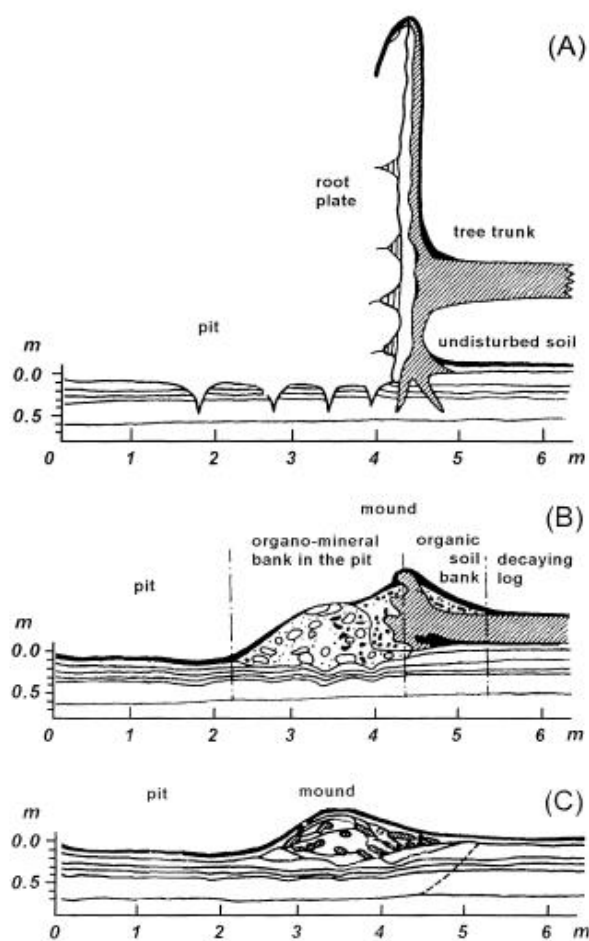 (A)
root
plate
tree trunk
pit
undisturbed soil
m
0.0
0.5
0 1 2 3 4 5 6 m
mound
(B)
organo-mineral
bank in the pit
organic
soil
bank
decaying
log
pit
m
0.0
0.5
0 1 2 3 4 5 6 m
pit
mound
(C)
m
0.0
0.5
0 1 2 3 4 5 6 m